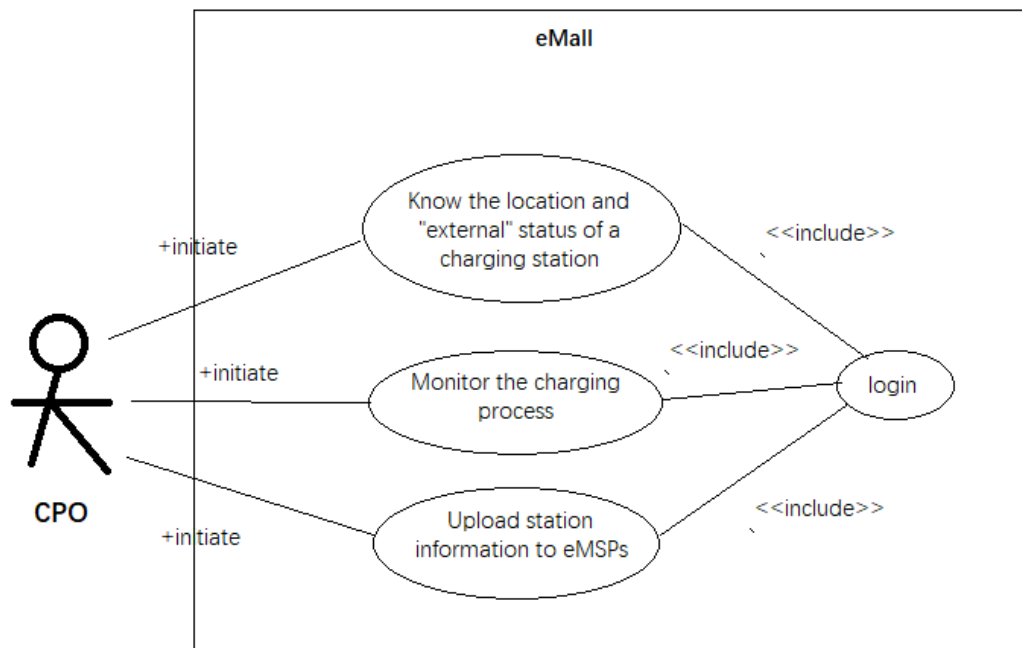 eMall
Know the location and
"external" status of a
charging station
+initiate
<<include>>
+initiate
Monitor the charging
process
<<include>>
login
CPO
+initiate
Upload station
information to eMSPs
<<include>>